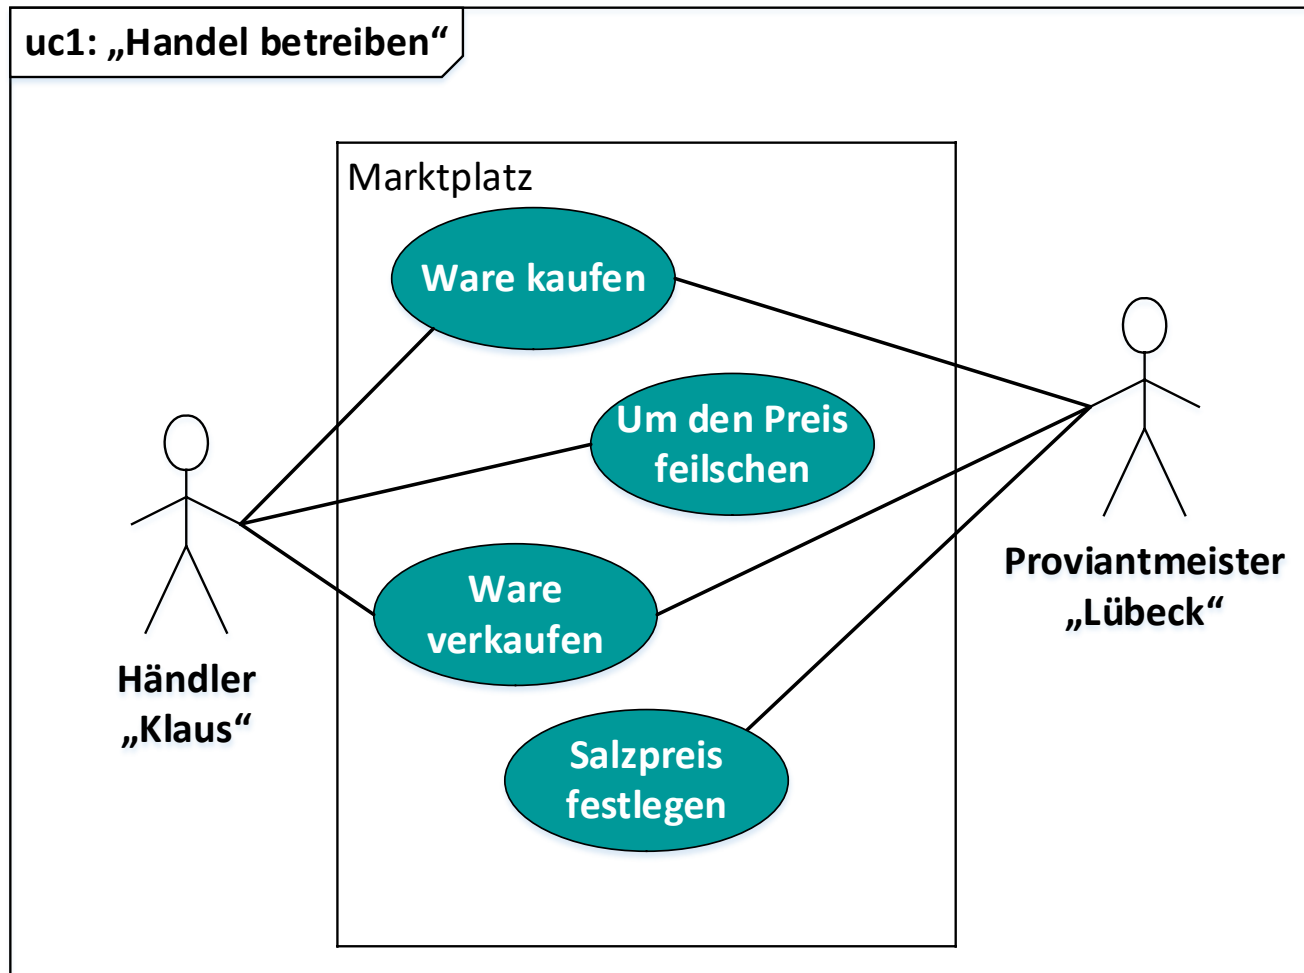 uc1: „Handel betreiben“
Marktplatz
Ware kaufen
Um den Preis
feilschen
Ware
verkaufen
Salzpreis
festlegen
Händler
„Klaus“
Proviantmeister
„Lübeck“